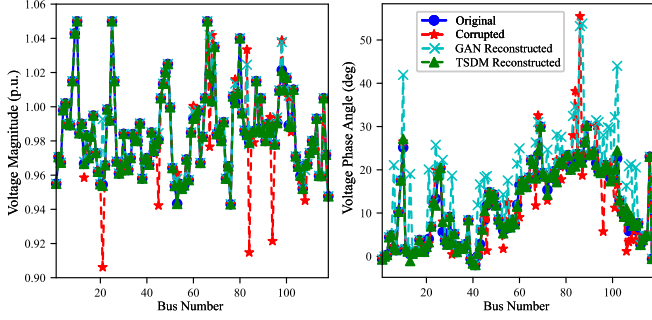 Voltage Magnitude (p.u.)
1.04
1.02
1.00
0.98
0.96
0.94
0.92
0.90
20 40 60 80 100
Bus Number
Voltage Phase Angle (deg)
50
40
30
20
10
0
20 40 60 80 100
Bus Number
Original
Corrupted
GAN Reconstructed
TSDM Reconstructed